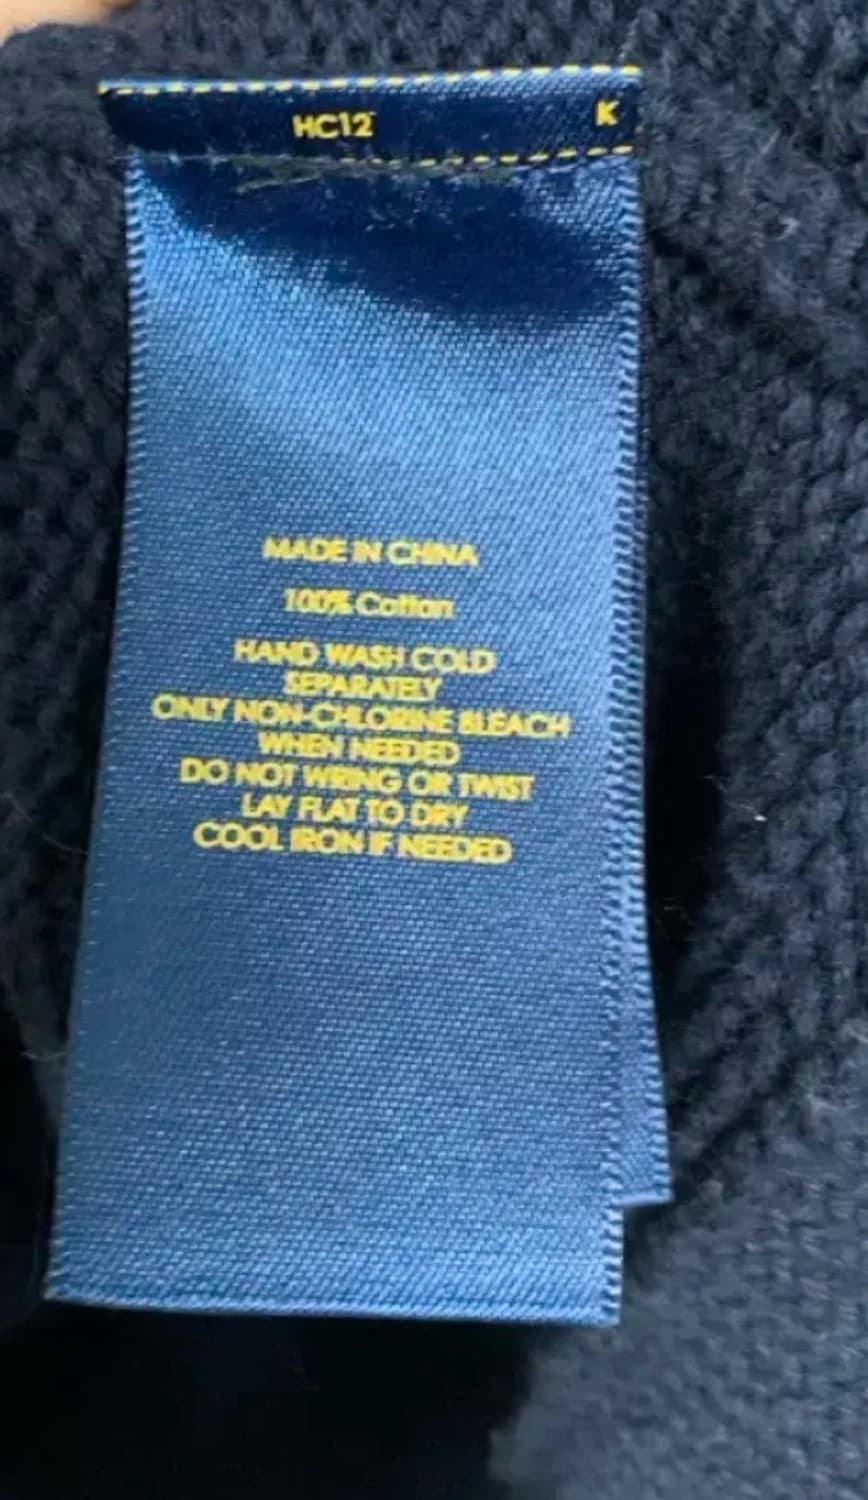 HC12 K
MADE IN CHINA
100% Cotton
HAND WASH COLD
SEPARATELY
ONLY NON-CHLORINE BLEACH
WHEN NEEDED
DO NOT WRING OR TWIST
LAY FLAT TO DRY
COOL IRON IF NEEDED